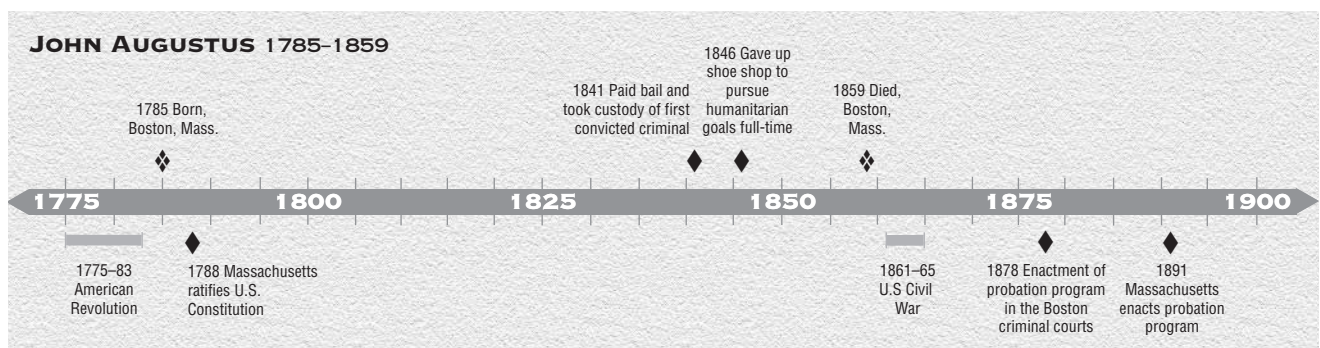 JOHN AUGUSTUS 1785–1859
1785 Born,
Boston, Mass.
1841 Paid bail and
took custody of first
convicted criminal
1846 Gave up
shoe shop to
pursue
humanitarian
goals full-time
1859 Died,
Boston,
Mass.
1775 1800 1825 1850 1875 1900
1775–83
American
Revolution
1788 Massachusetts
ratifies U.S.
Constitution
1861–65
U.S Civil
War
1878 Enactment of
probation program
in the Boston
criminal courts
1891
Massachusetts
enacts probation
program